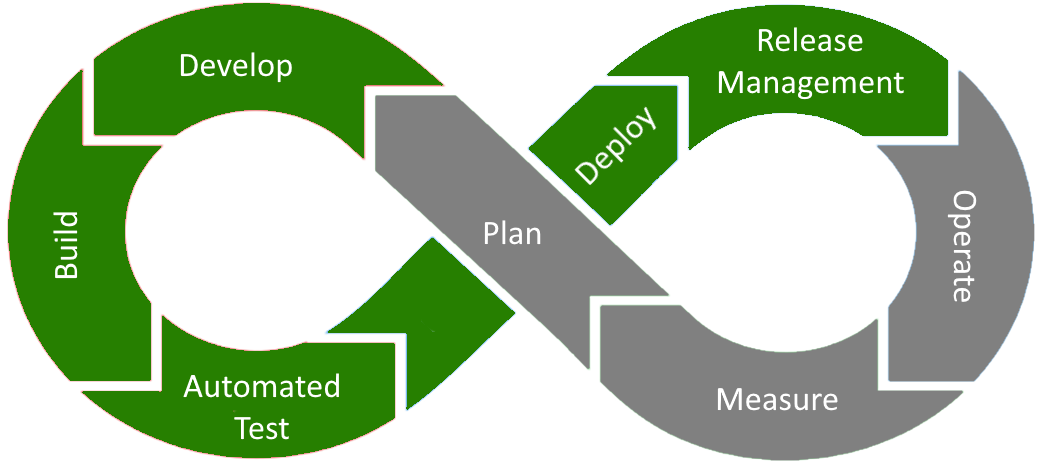 Develop
Release
Management
Deploy
Build
Plan
Operate
Automated
Test
Measure